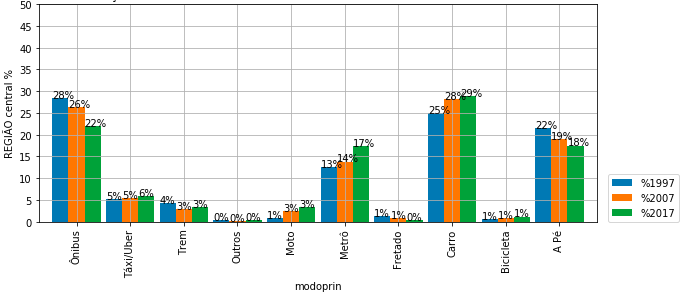 50
45
40
35
30
25
20
15
10
5
0
REGIÃO central %
28% 26% 22%
5% 5% 6%
4% 3% 3%
0% 0% 0%
1% 3% 3%
13% 14% 17%
1% 1% 0%
25% 28% 29%
1% 1% 1%
22% 19% 18%
Ônibus
Táxi/Uber
Trem
Outros
Moto
Metrô
Fretado
Carro
Bicicleta
A Pé
modoprin
%1997
%2007
%2017